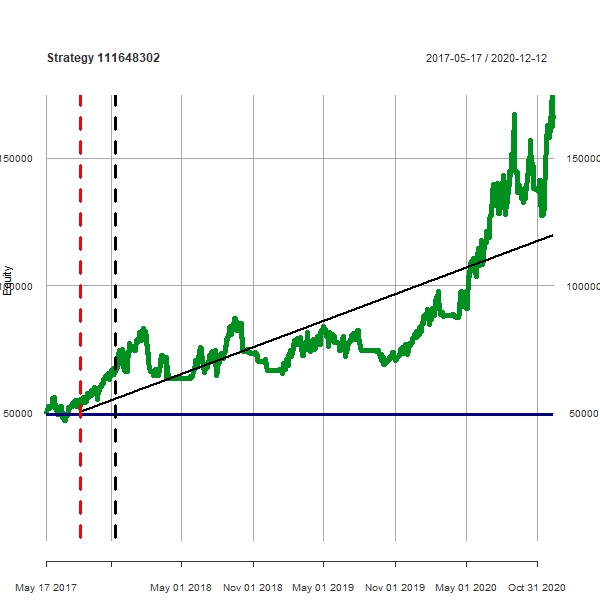 Strategy 111648302 2017-05-17 / 2020-12-12
150000 150000
Equity
100000 100000
50000 50000
May 17 2017 May 01 2018 Nov 01 2018 May 01 2019 Nov 01 2019 May 01 2020 Oct 31 2020